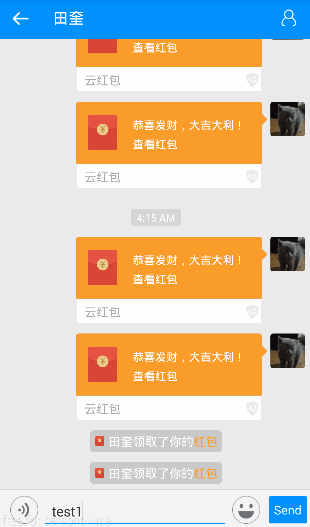 田奎
查看红包
云红包
恭喜发财，大吉大利！
查看红包
云红包
4:15 AM
恭喜发财，大吉大利！
查看红包
云红包
恭喜发财，大吉大利！
查看红包
云红包
田奎领取了你的红包
田奎领取了你的红包
test1
Send